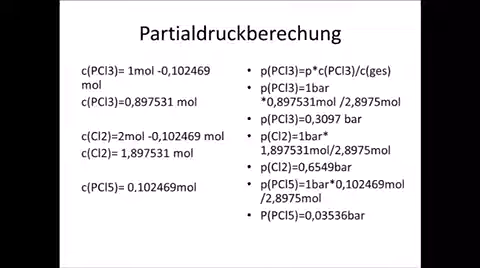 Partialdruckberechung
c(PCl3)= 1mol -0,102469
mol
c(PCl3)=0,897531 mol
c(Cl2)=2mol -0,102469 mol
c(Cl2)= 1,897531 mol
c(PCl5)= 0.102469mol
• p(PCl3)=p*c(PCl3)/c(ges)
• p(PCl3)=1bar
*0,897531mol /2,8975mol
• p(PCl3)=0,3097 bar
• p(Cl2)=1bar*
1,897531mol/2,8975mol
• p(Cl2)=0,6549bar
• p(PCl5)=1bar*0,102469mol
/2,8975mol
• P(PCl5)=0,03536bar